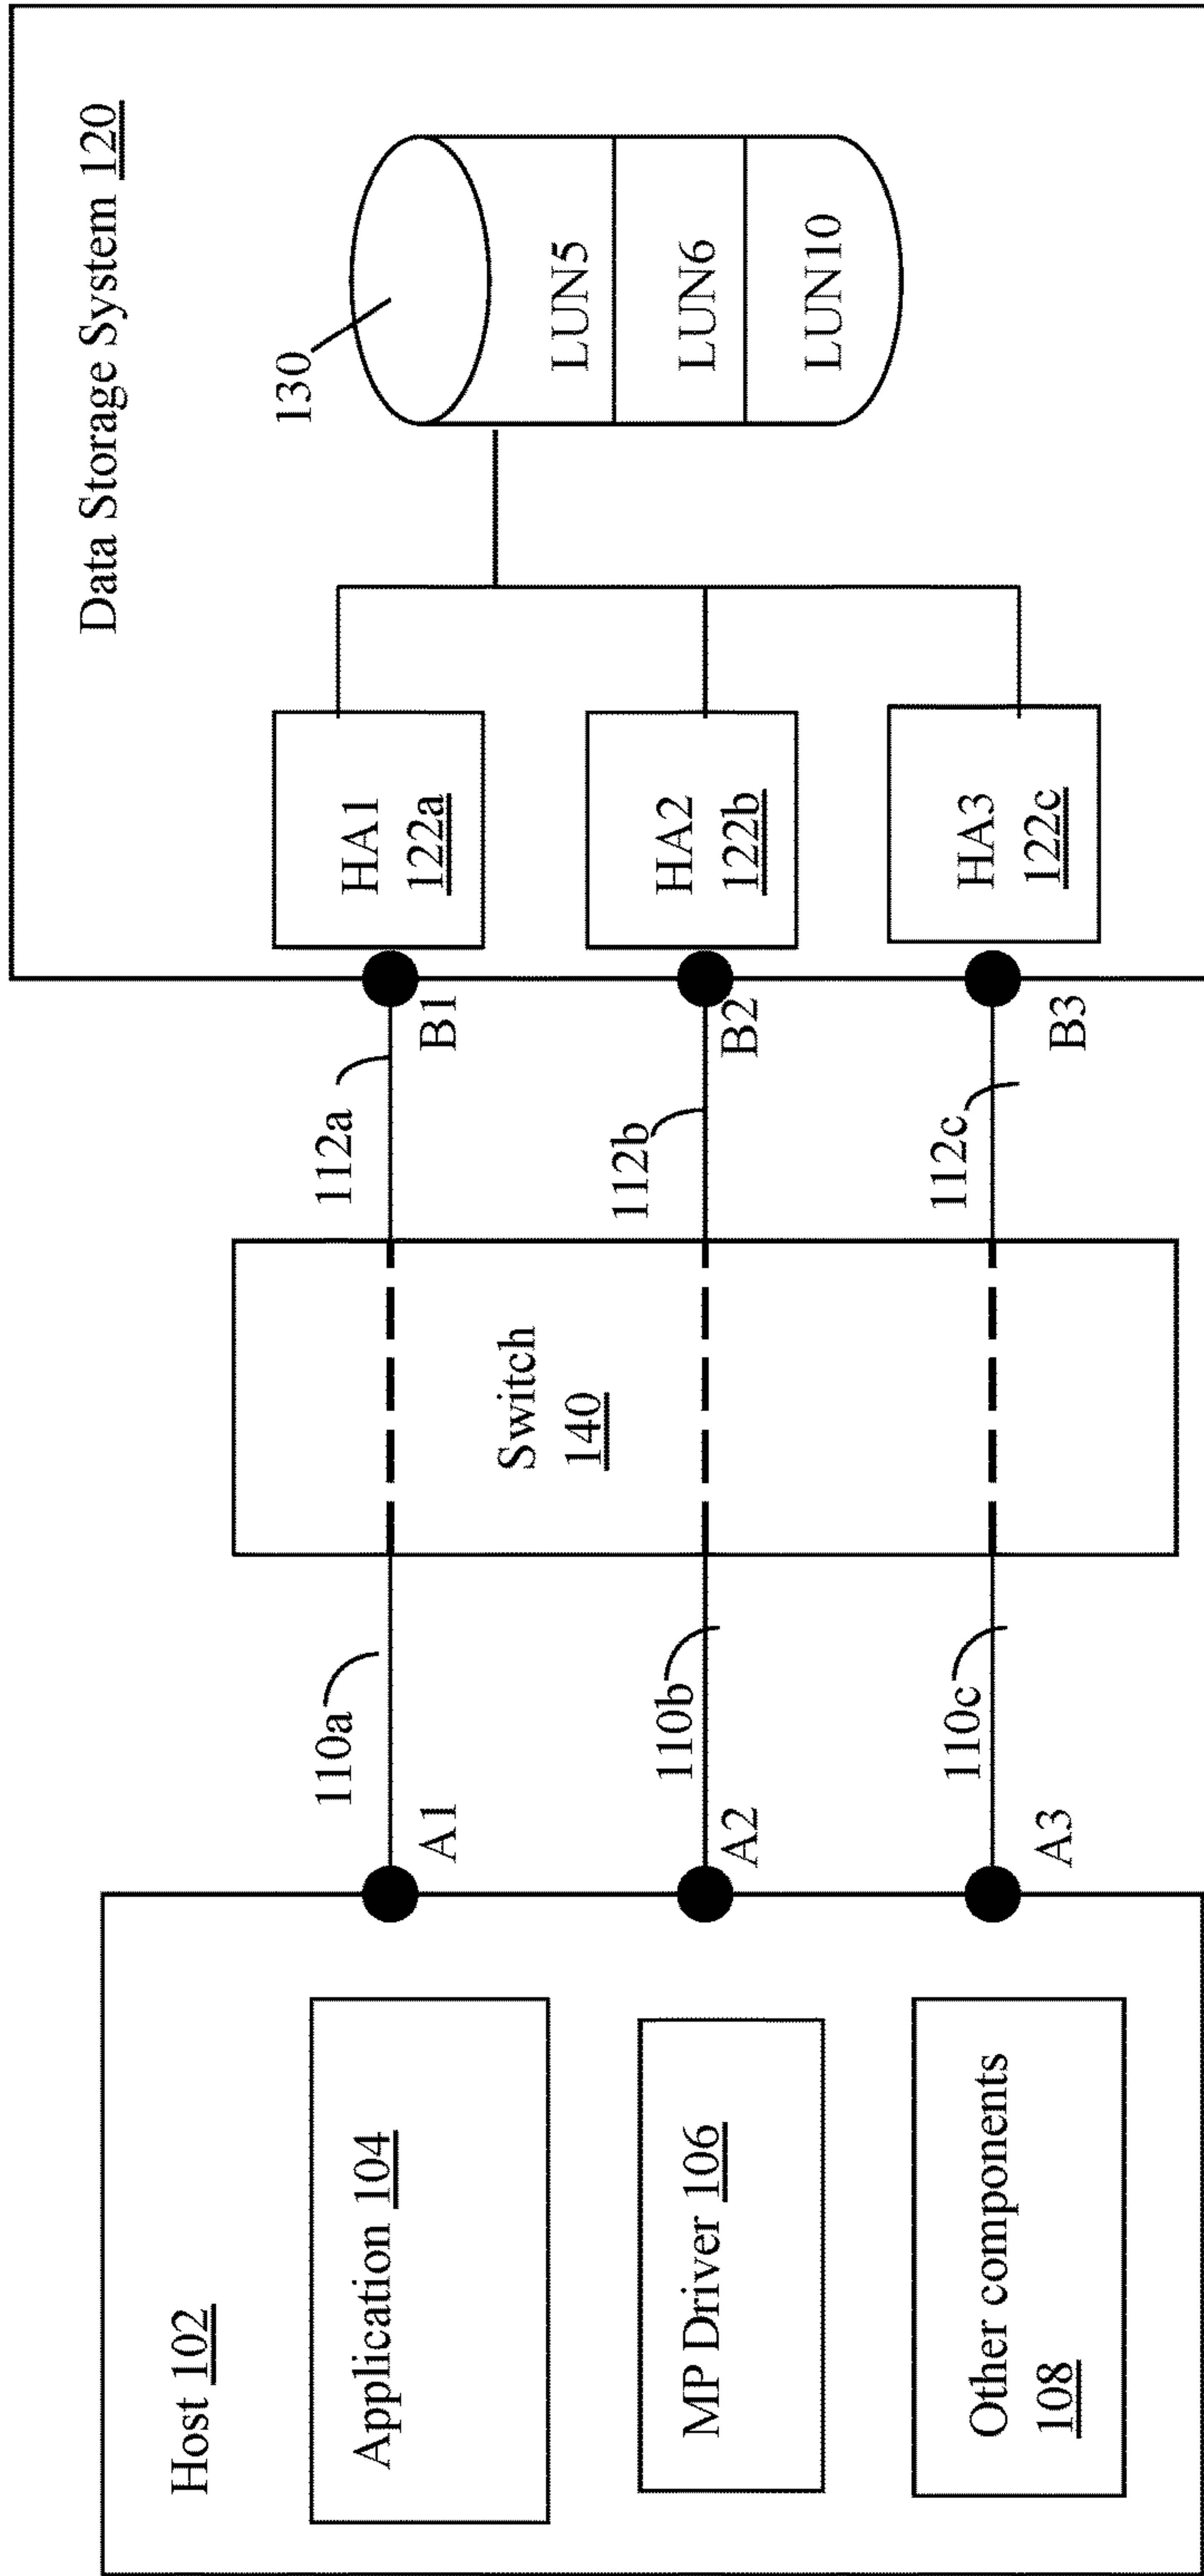 Host 102
Application 104
MP Driver 106
Other components
108
A1
A2
A3
110a
110b
110c
Switch
140
112a
112b
112c
B1
B2
B3
Data Storage System 120
HA1
122a
HA2
122b
HA3
122c
130
LUN5
LUN6
LUN10